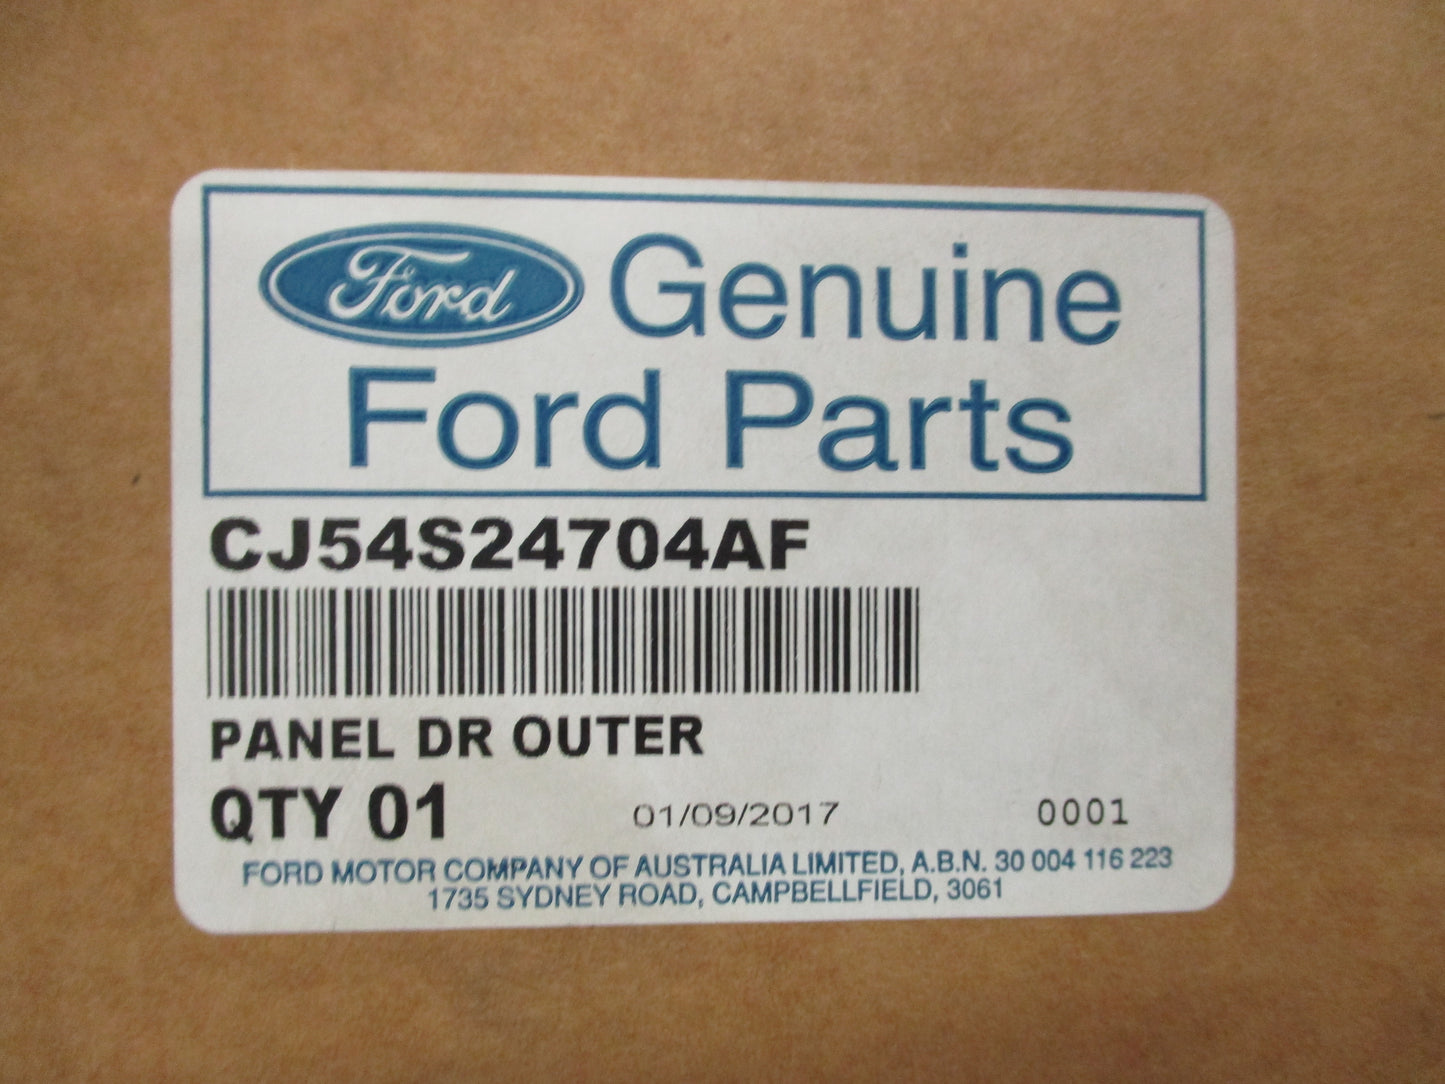 Ford Genuine
Ford Parts
CJ54S24704AF
PANEL DR OUTER
QTY 01 01/09/2017 0001
FORD MOTOR COMPANY OF AUSTRALIA LIMITED, A.B.N. 30 004 116 223
1735 SYDNEY ROAD, CAMPBELLFIELD, 3061